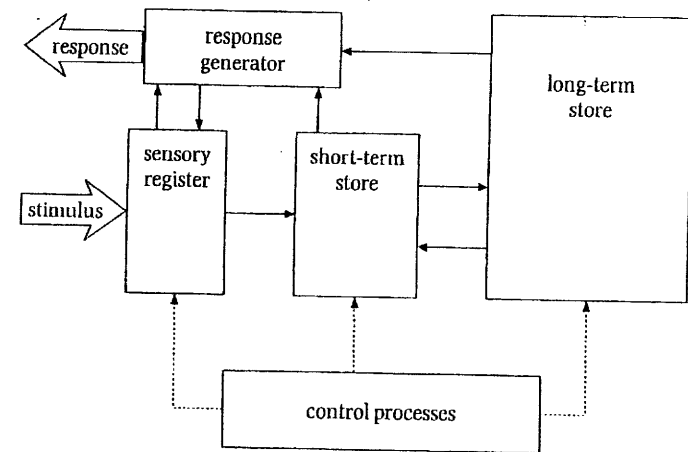 response
response
generator
long-term
store
sensory
register
short-term
store
stimulus
control processes